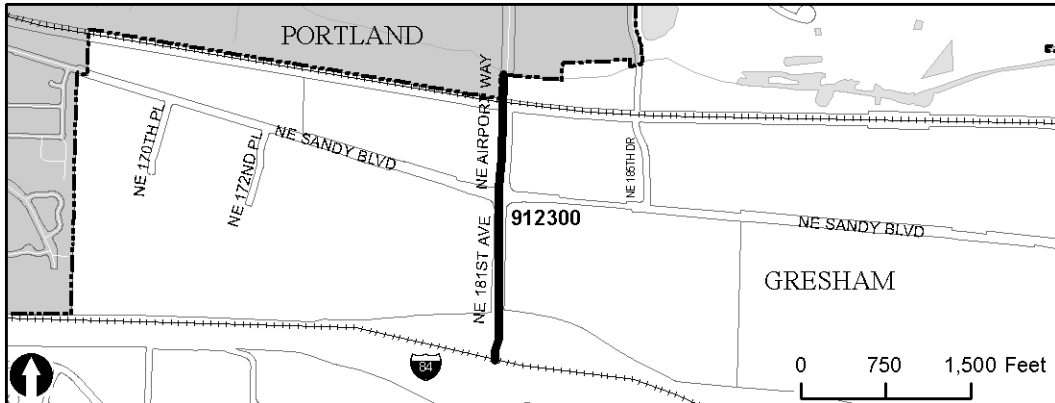 PORTLAND
NE AIRPORT WAY
NE 170TH PL
NE 172ND PL
NE SANDY BLVD
NE 185TH DR
NE 181ST AVE
912300
NE SANDY BLVD
GRESHAM
84
0 750 1,500 Feet